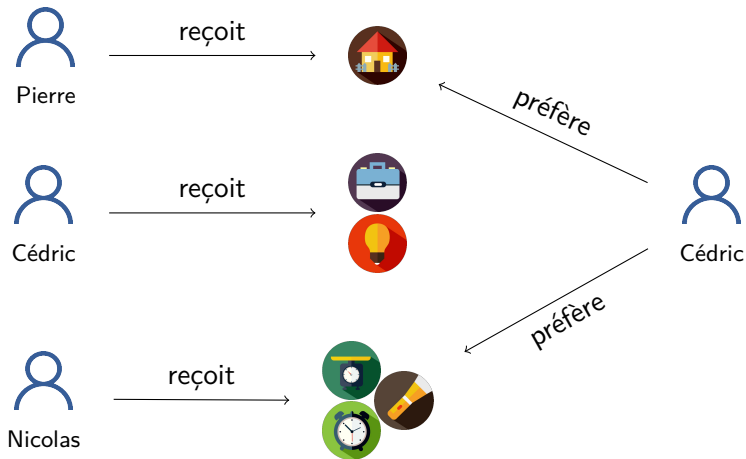 reçoit
Pierre
préfère
reçoit
Cédric
Cédric
préfère
reçoit
Nicolas